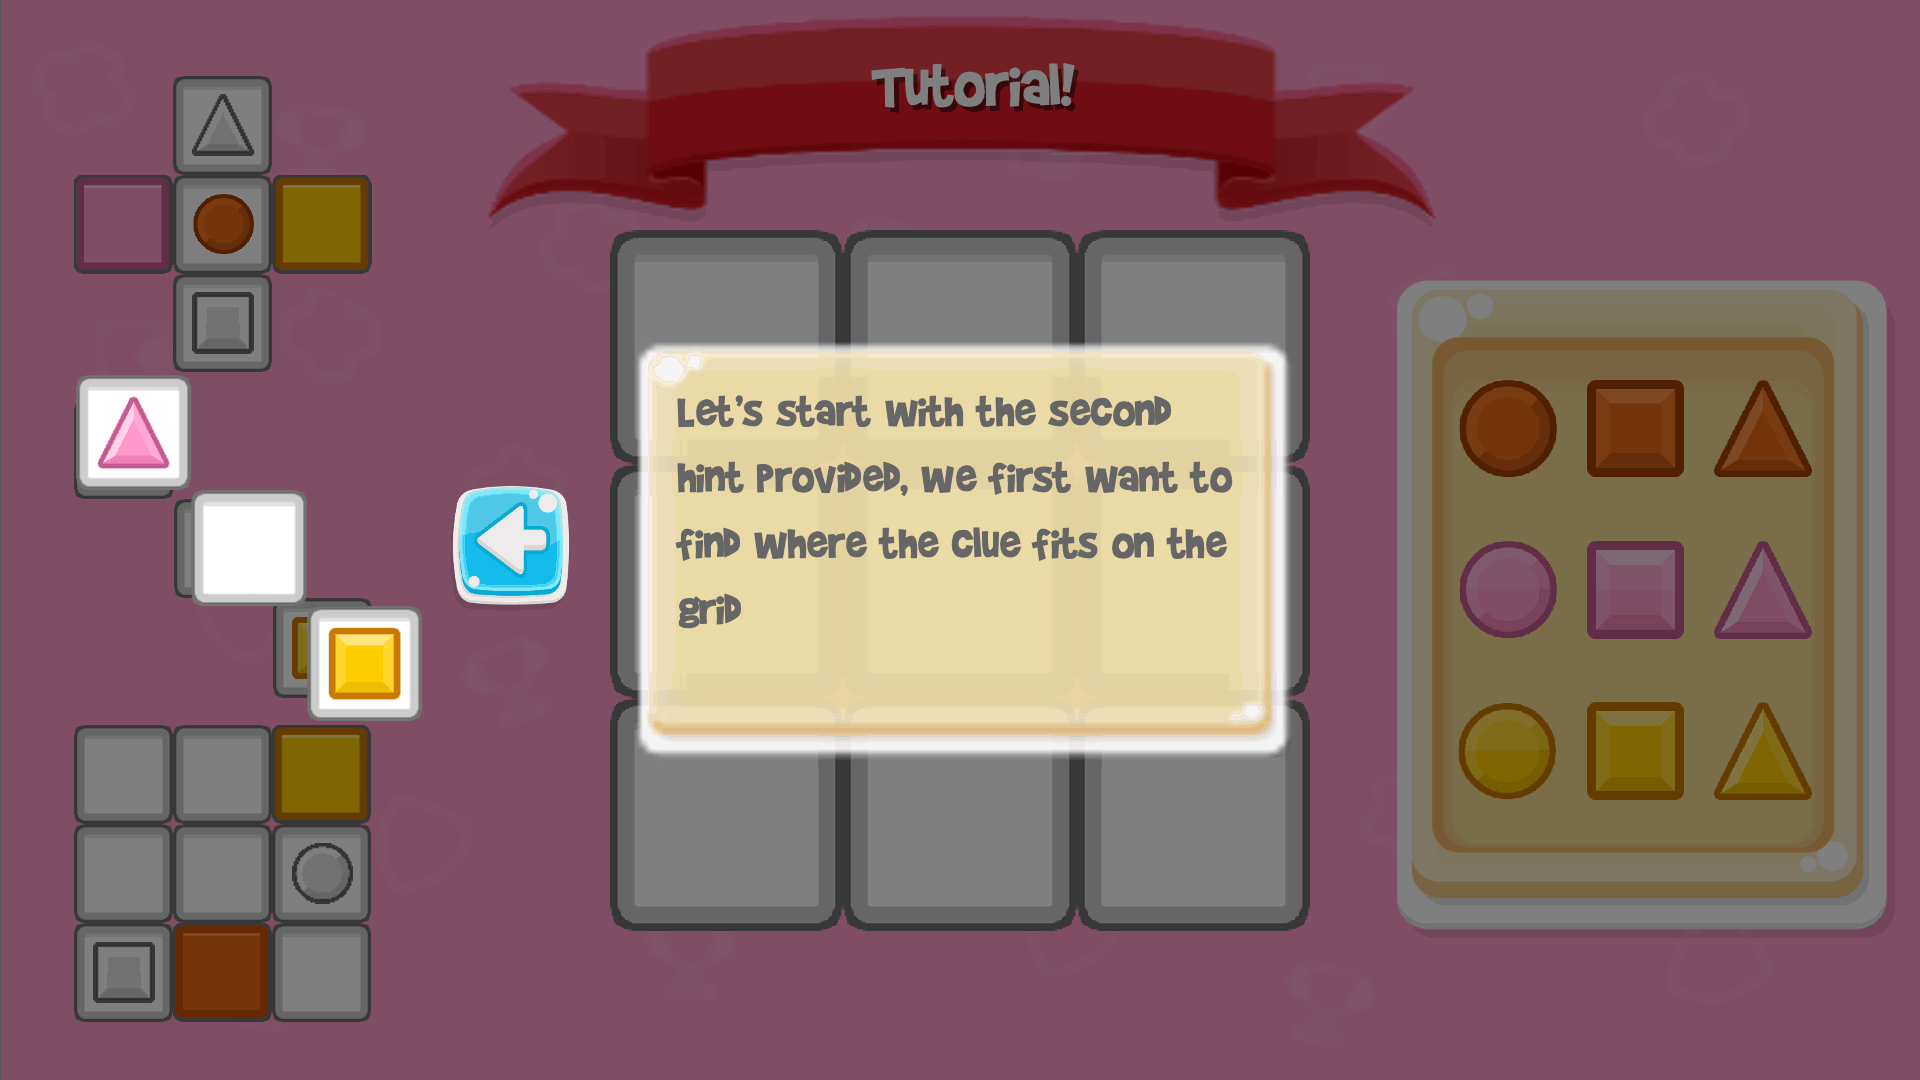 Tutorial!
Let's start with the second
hint provided, we first want to
find where the clue fits on the
grid